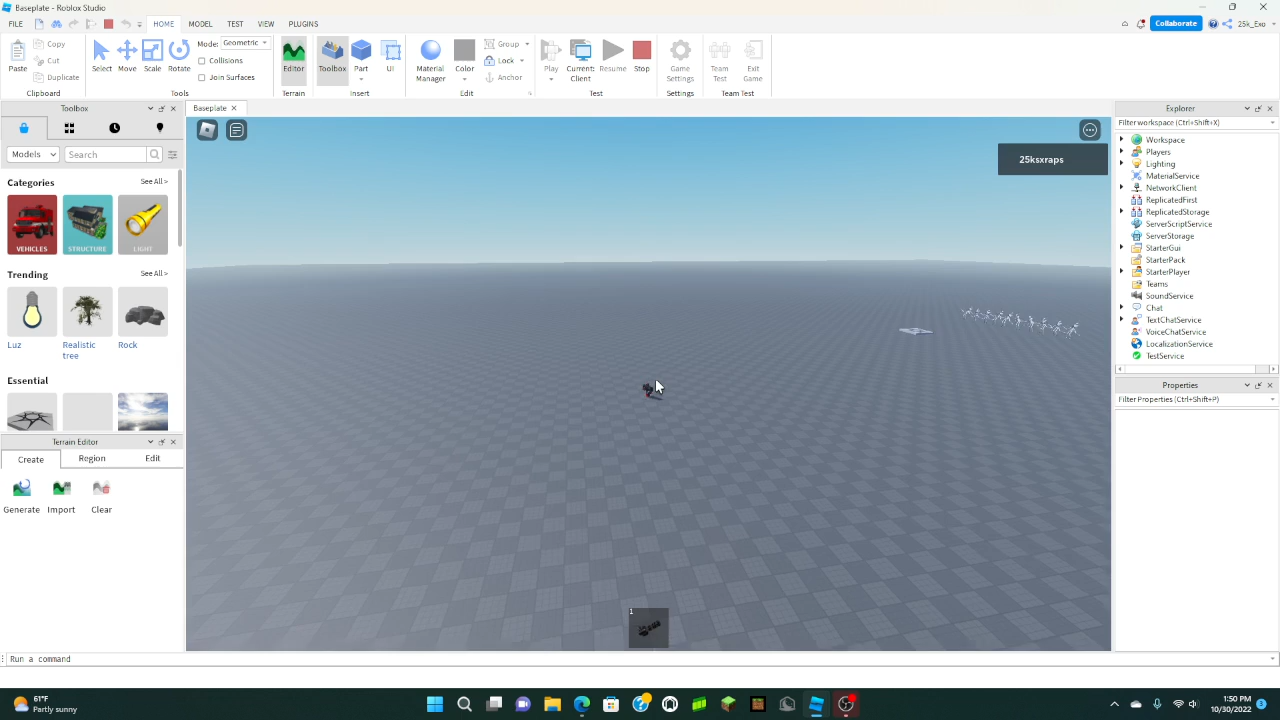 Baseplate - Roblox Studio
FILE HOME MODEL TEST VIEW PLUGINS Collaborate 25k_Exo
Paste Copy Cut Duplicate Select Move Scale Rotate Mode: Geometric Collisions Join Surfaces Editor Toolbox Part UI Material Manager Color Group Lock Anchor Play Current: Client Resume Stop Game Settings Team Test Exit Game
Clipboard Tools Terrain Insert Edit Test Settings Team Test
Toolbox
Models Search
Categories See All >
VEHICLES STRUCTURE LIGHT
Trending See All >
Luz Realistic tree Rock
Essential
Terrain Editor
Create Region Edit
Generate Import Clear
Baseplate
25ksxraps
1
Explorer
Filter workspace (Ctrl+Shift+X)
Workspace
Players
Lighting
MaterialService
NetworkClient
ReplicatedFirst
ReplicatedStorage
ServerScriptService
ServerStorage
StarterGui
StarterPack
StarterPlayer
Teams
SoundService
Chat
TextChatService
VoiceChatService
LocalizationService
TestService
Properties
Filter Properties (Ctrl+Shift+P)
Run a command
61°F
Partly sunny
1:50 PM
10/30/2022
3